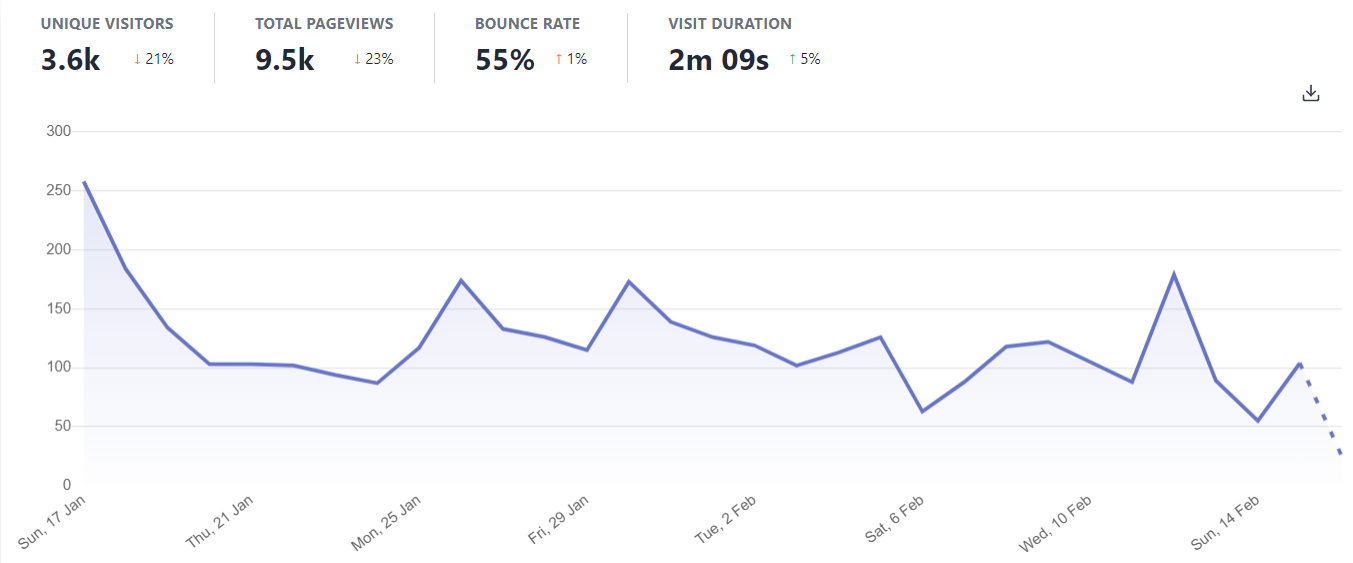 UNIQUE VISITORS TOTAL PAGEVIEWS BOUNCE RATE VISIT DURATION
3.6k ↓ 21% 9.5k ↓ 23% 55% ↑ 1% 2m 09s ↑ 5%
300
250
200
150
100
50
0
Sun, 17 Jan Thu, 21 Jan Mon, 25 Jan Fri, 29 Jan Tue, 2 Feb Sat, 6 Feb Wed, 10 Feb Sun, 14 Feb